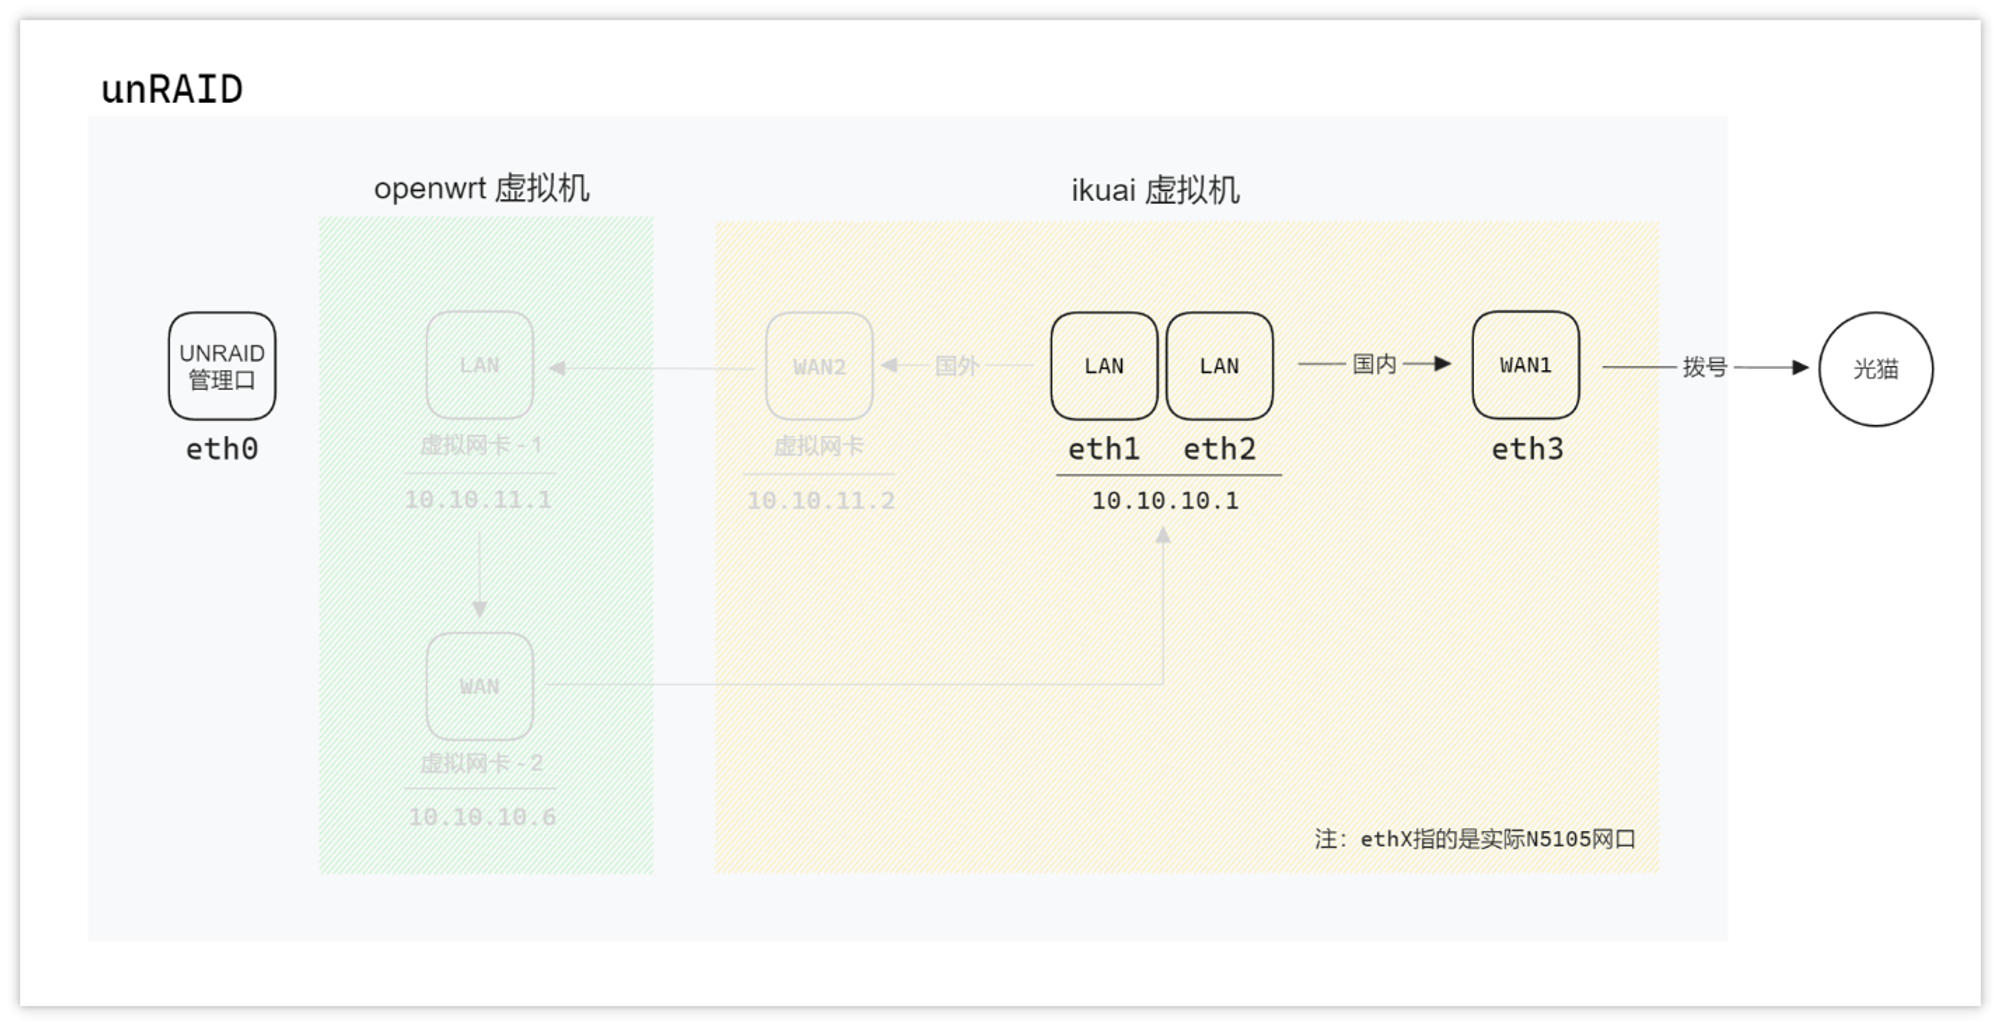 unRAID
openwrt 虚拟机
ikuai 虚拟机
UNRAID
管理口
eth0
LAN
虚拟网卡-1
10.10.11.1
WAN
虚拟网卡-2
10.10.10.6
WAN2
虚拟网卡
10.10.11.2
国外
LAN
LAN
eth1
eth2
10.10.10.1
国内
WAN1
eth3
拨号
光猫
注：ethX指的是实际N5105网口